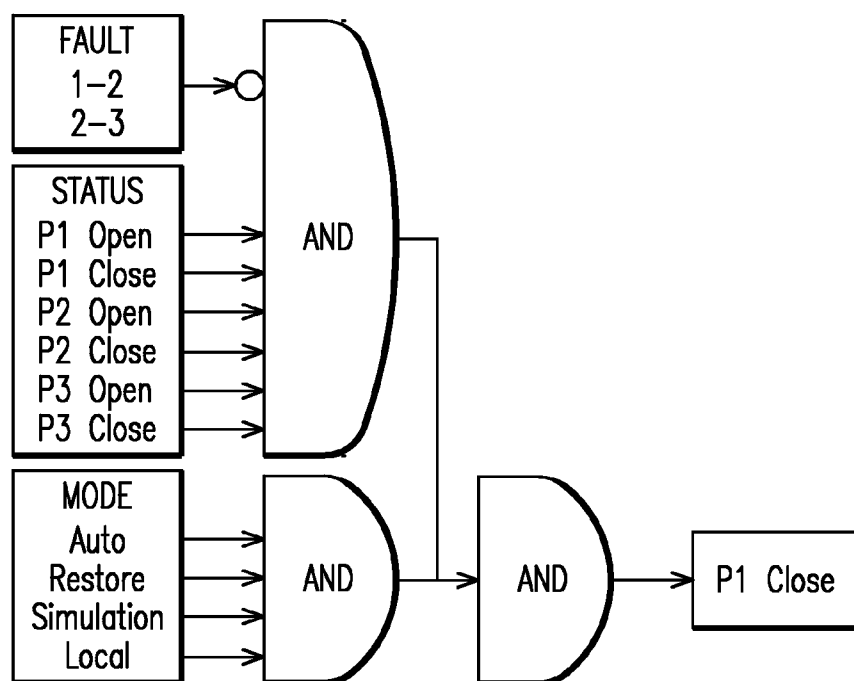 FAULT
1-2
2-3
AND
STATUS
P1 Open
P1 Close
P2 Open
P2 Close
P3 Open
P3 Close
MODE
Auto
Restore
Simulation
Local
AND
AND
P1 Close